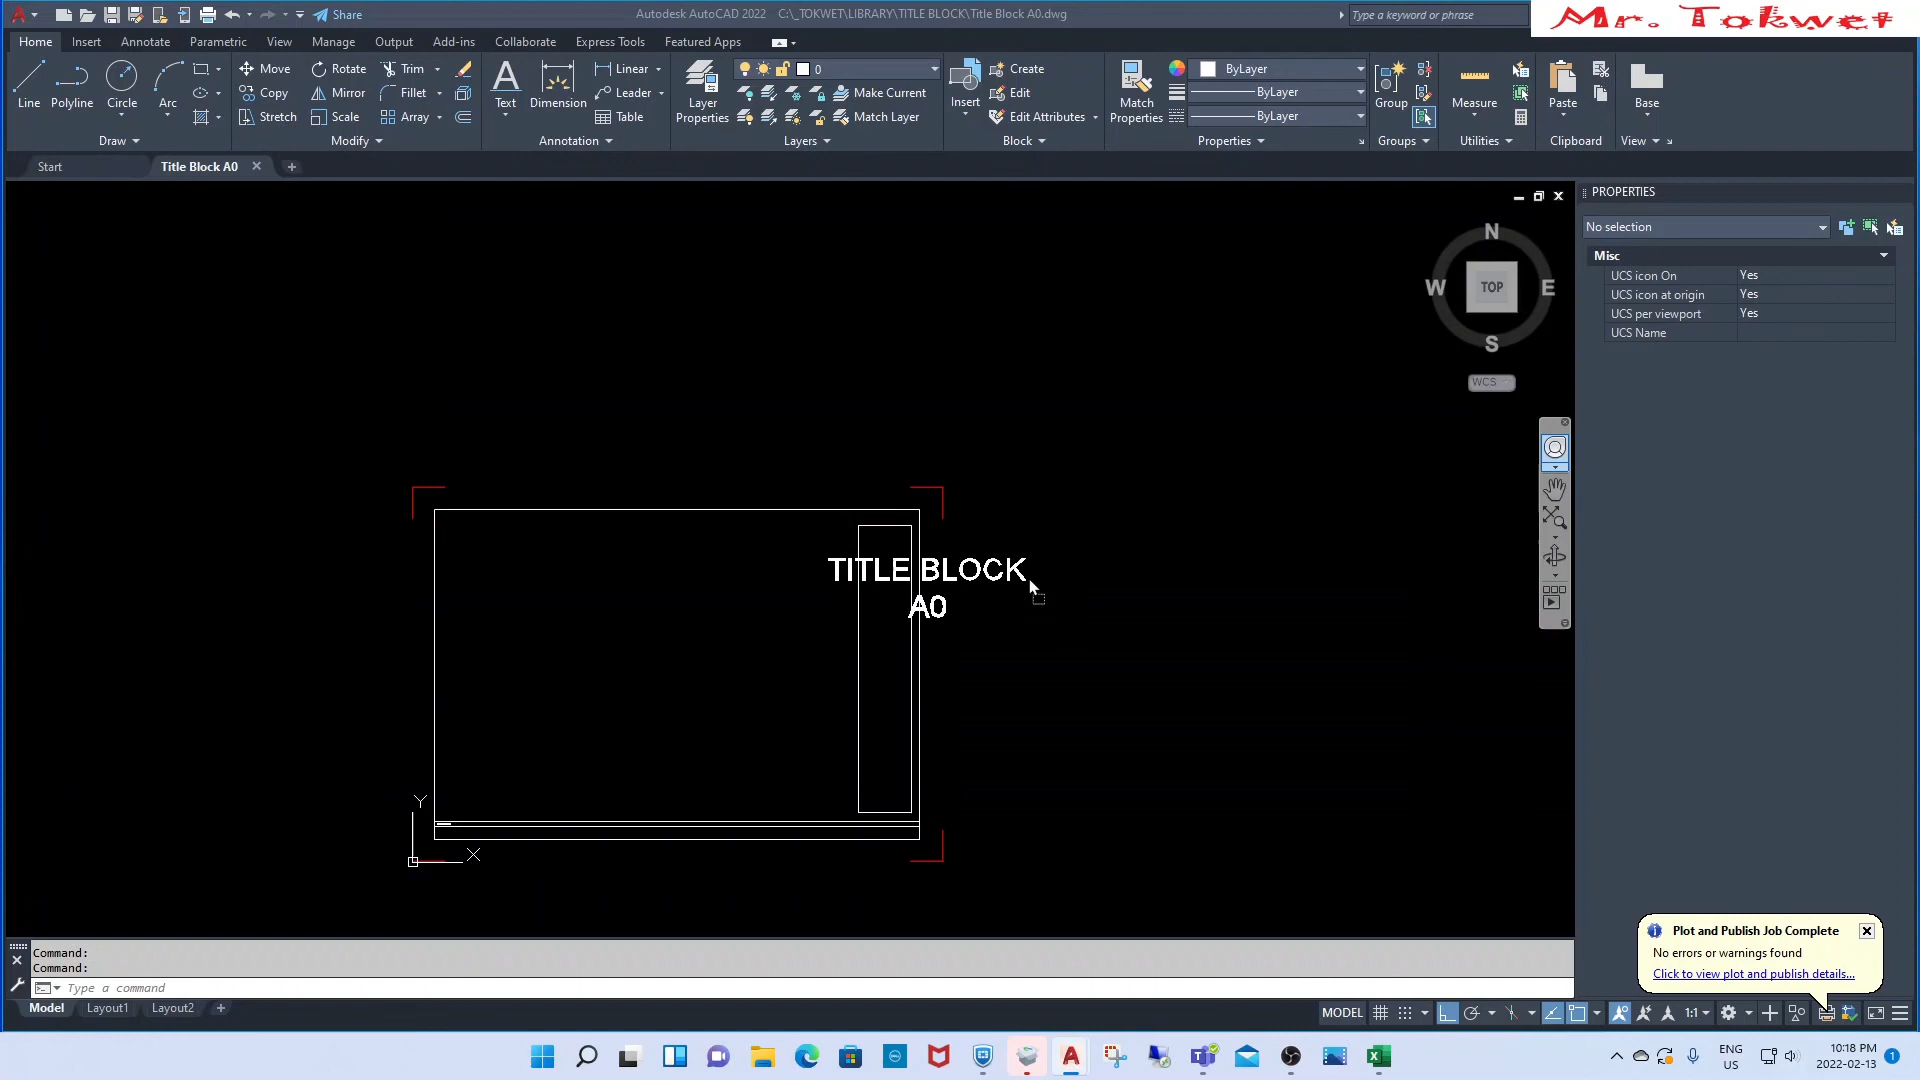 Share
Autodesk AutoCAD 2022 C:\_TOKWET\LIBRARY\TITLE BLOCK\Title Block A0.dwg
Type a keyword or phrase
Mr. Tokwet
Home Insert Annotate Parametric View Manage Output Add-ins Collaborate Express Tools Featured Apps
Line Polyline Circle Arc
Move Rotate Trim
Copy Mirror Fillet
Stretch Scale Array
Text Dimension
Linear
Leader
Table
Layer
Properties
0
Make Current
Match Layer
Insert
Create
Edit
Edit Attributes
Match
Properties
ByLayer
ByLayer
ByLayer
Group
Measure
Paste
Base
Draw Modify Annotation Layers Block Properties Groups Utilities Clipboard View
Start Title Block A0
PROPERTIES
No selection
Misc
UCS icon On Yes
UCS icon at origin Yes
UCS per viewport Yes
UCS Name
N
W TOP E
S
WCS
TITLE BLOCK
A0
Y
X
Command:
Command:
Type a command
Plot and Publish Job Complete
No errors or warnings found
Click to view plot and publish details...
Model Layout1 Layout2
MODEL 1:1
ENG
US
10:18 PM
2022-02-13
1